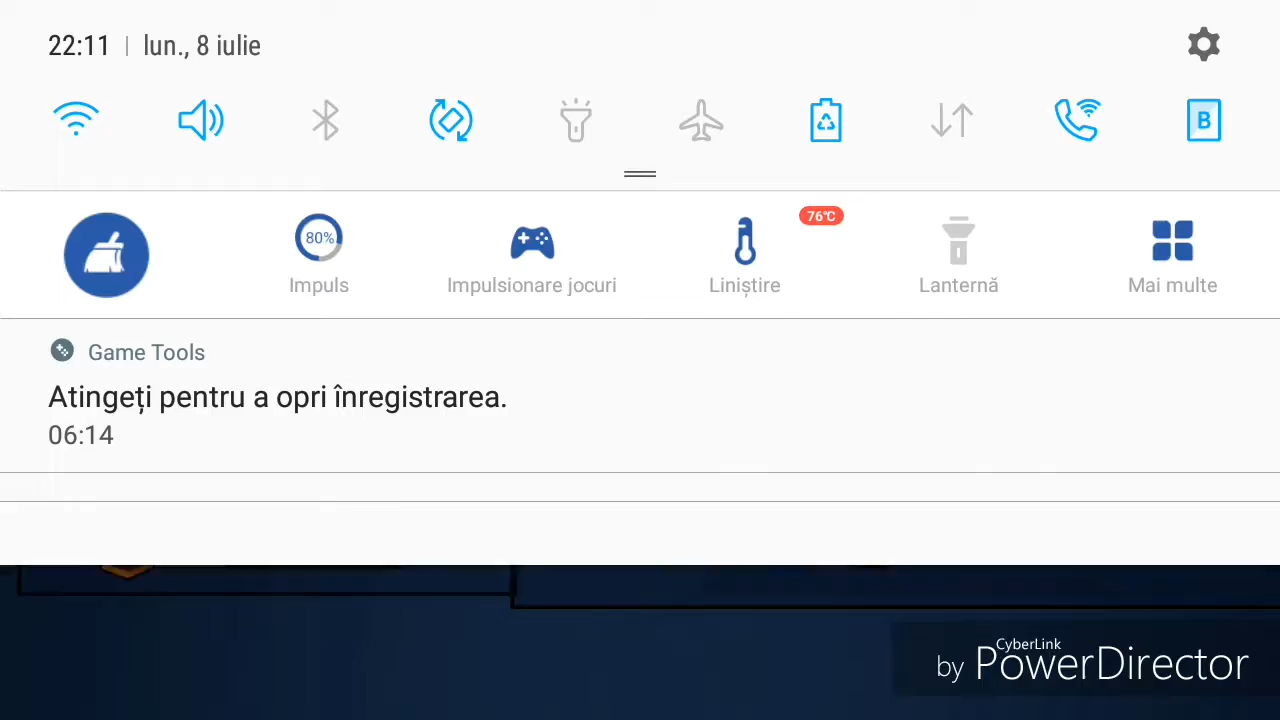 22:11 | lun., 8 iulie
B
76°C
80%
Impuls
Impulsionare jocuri
Liniștire
Lanternă
Mai multe
Game Tools
Atingeți pentru a opri înregistrarea.
06:14
CyberLink
by PowerDirector